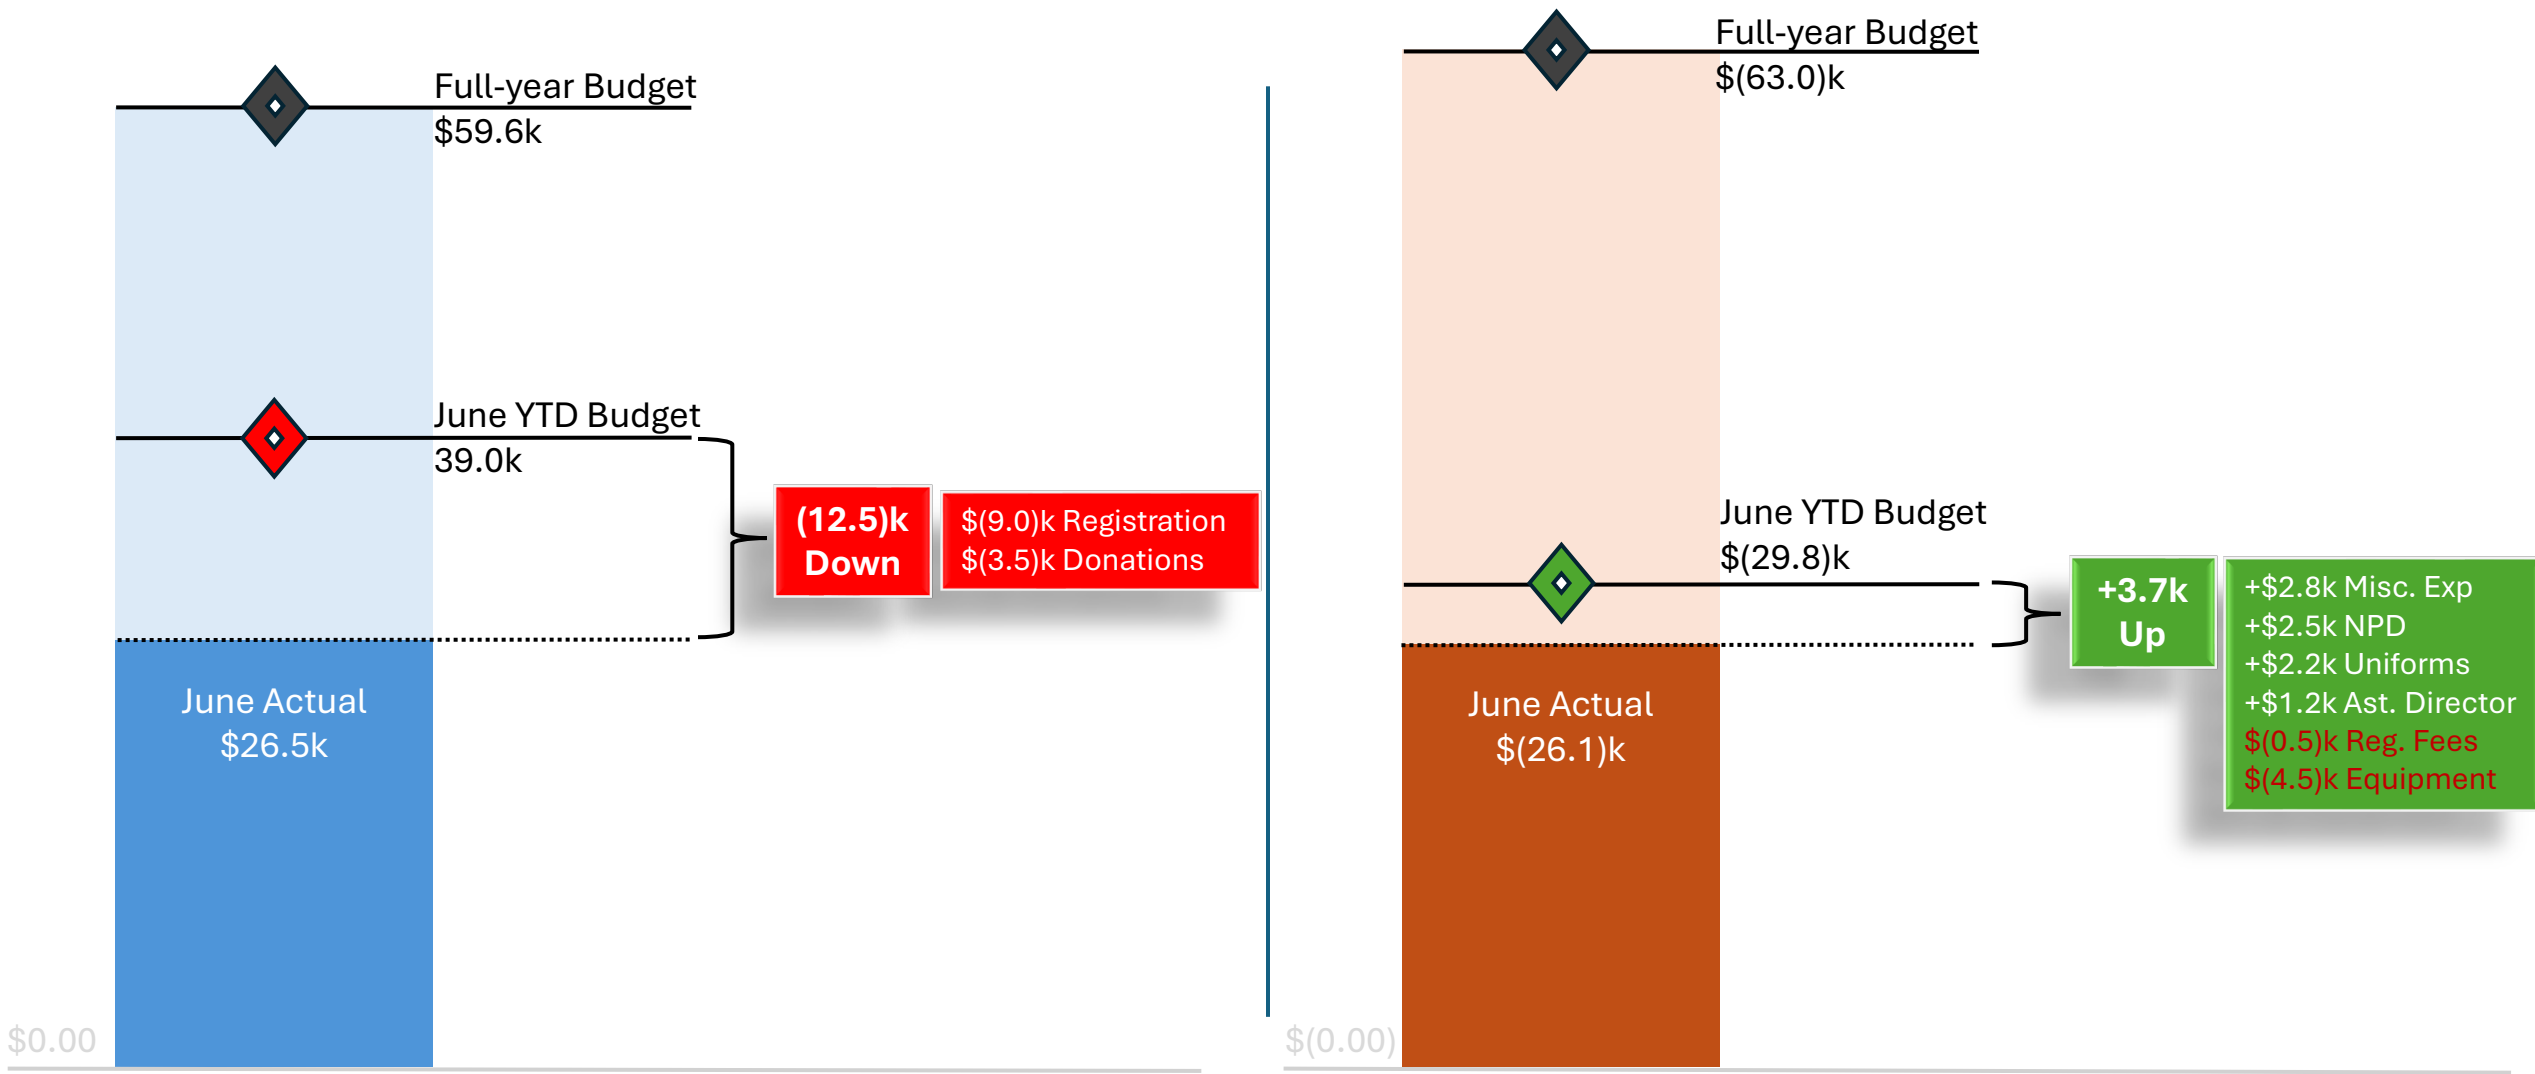 Full-year Budget
$59.6k
June YTD Budget
39.0k
(12.5)k
Down
$(9.0)k Registration
$(3.5)k Donations
June Actual
$26.5k
$0.00
Full-year Budget
$(63.0)k
June YTD Budget
$(29.8)k
+3.7k
Up
+$2.8k Misc. Exp
+$2.5k NPD
+$2.2k Uniforms
+$1.2k Ast. Director
$(0.5)k Reg. Fees
$(4.5)k Equipment
June Actual
$(26.1)k
$(0.00)